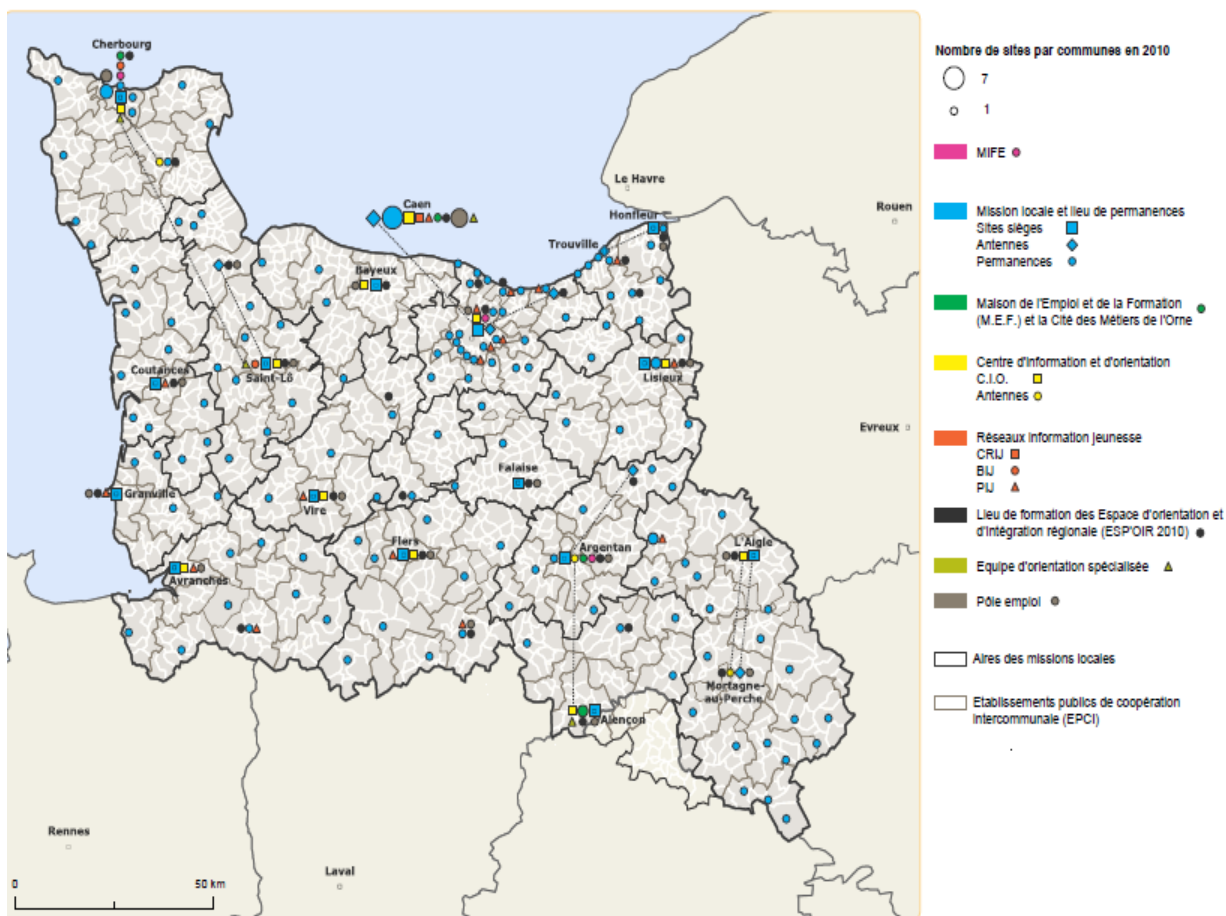 Cherbourg
Caen
Le Havre
Honfleur
Rouen
Trouville
Bayeux
Saint-Lô
Coutances
Lisieux
Evreux
Falaise
Granville
Vire
Flers
Argentan
L'Aigle
Avranches
Mortagne-
au-Perche
Alençon
Rennes
Laval
0 50 km
Nombre de sites par communes en 2010
7
1
MIFE
Mission locale et lieu de permanences
Sites sièges
Antennes
Permanences
Maison de l'Emploi et de la Formation
(M.E.F.) et la Cité des Métiers de l'Orne
Centre d'information et d'orientation
C.I.O.
Antennes
Réseaux information jeunesse
CRIJ
BIJ
PIJ
Lieu de formation des Espace d'orientation et
d'intégration régionale (ESP'OIR 2010)
Equipe d'orientation spécialisée
Pôle emploi
Aires des missions locales
Etablissements publics de coopération
intercommunale (EPCI)